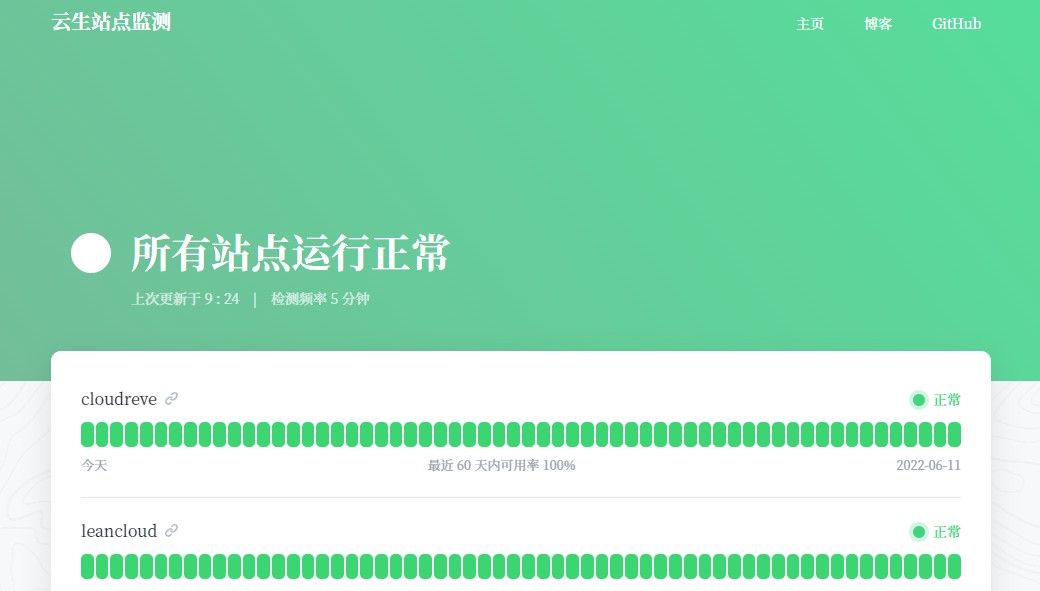 云生站点监测
主页 博客 GitHub
所有站点运行正常
上次更新于 9 : 24 | 检测频率 5 分钟
cloudreve 正常
今天 最近 60 天内可用率 100% 2022-06-11
leancloud 正常